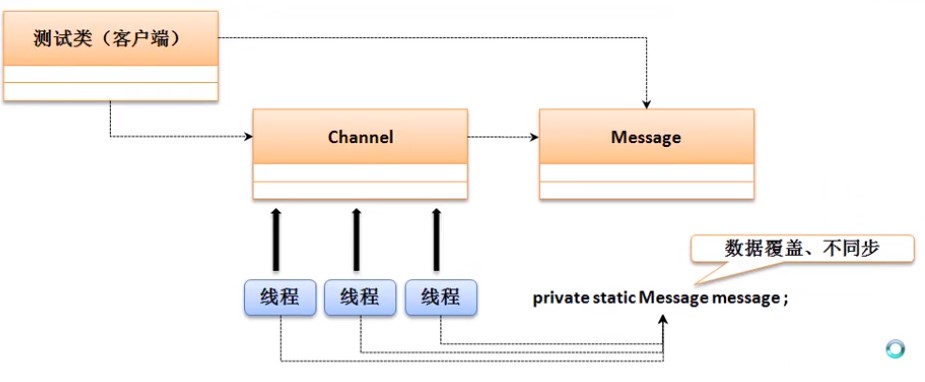 测试类（客户端）
Channel
Message
数据覆盖、不同步
线程
线程
线程
private static Message message ;